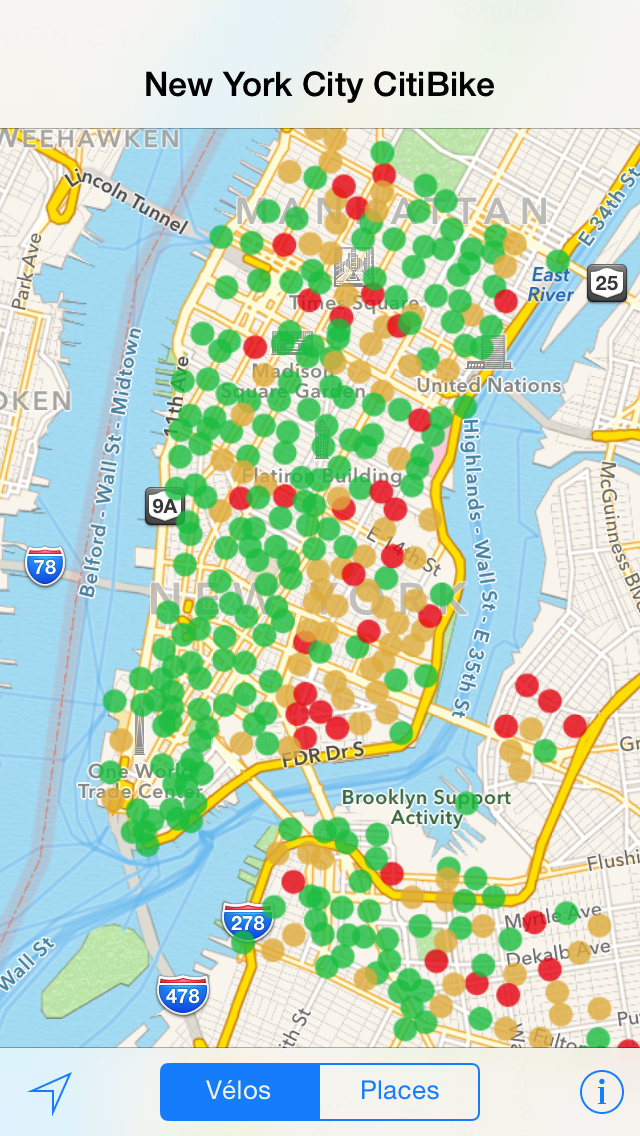 New York City CitiBike
WEEHAWKEN
Lincoln Tunnel
MANHATTAN
E 34th St
Park Ave
East
River
25
Times Square
Belford - Wall St - Midtown
11th Ave
Madison
Square Garden
United Nations
OKEN
Highlands - Wall St - E 35th St
McGuinness Blvd
Flatiron Building
9A
E 14th St
78
NEW YORK
FDR Dr S
One World
Trade Center
Brooklyn Support
Activity
Gr
Flushi
278
Myrtle Ave
Dekalb Ave
Wall St
478
th St
Wa
Fulton
Pu
Vélos
Places
i